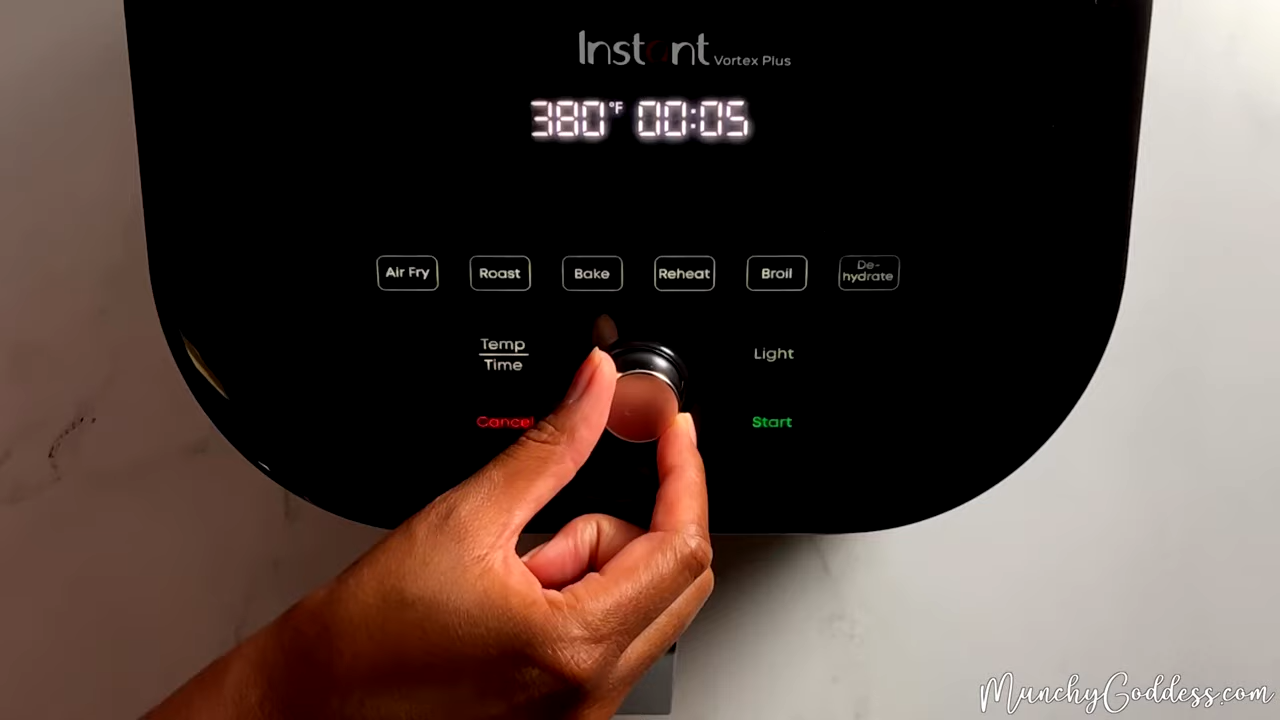 Instant Vortex Plus
380°F 00:05
Air Fry Roast Bake Reheat Broil De-
hydrate
Temp
Time
Light
Cancel Start
MunchyGoddess.com